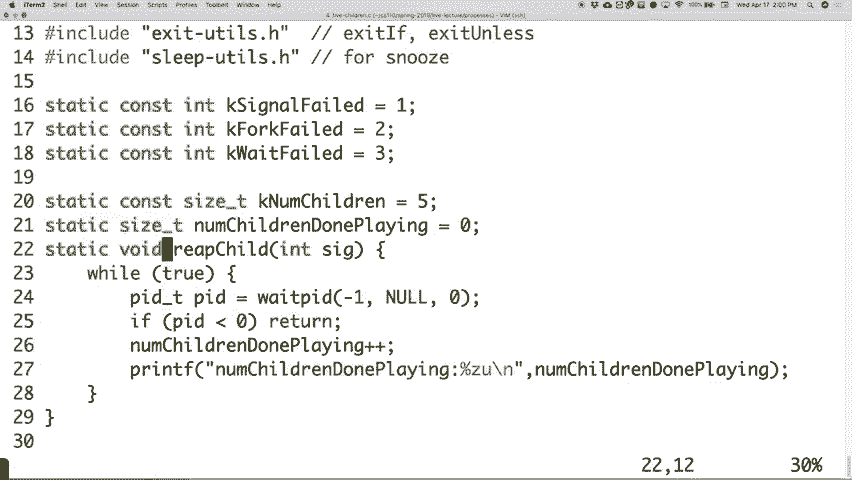 iTerm2 Shell Edit View Session Scripts Profiles Toolbelt Window Help 100% Wed Apr 17 2:00 PM
13 #include "exit-utils.h" // exitIf, exitUnless
14 #include "sleep-utils.h" // for snooze
15
16 static const int kSignalFailed = 1;
17 static const int kForkFailed = 2;
18 static const int kWaitFailed = 3;
19
20 static const size_t kNumChildren = 5;
21 static size_t numChildrenDonePlaying = 0;
22 static void reapChild(int sig) {
23 while (true) {
24 pid_t pid = waitpid(-1, NULL, 0);
25 if (pid < 0) return;
26 numChildrenDonePlaying++;
27 printf("numChildrenDonePlaying:%zu\n",numChildrenDonePlaying);
28 }
29 }
30
22,12 30%